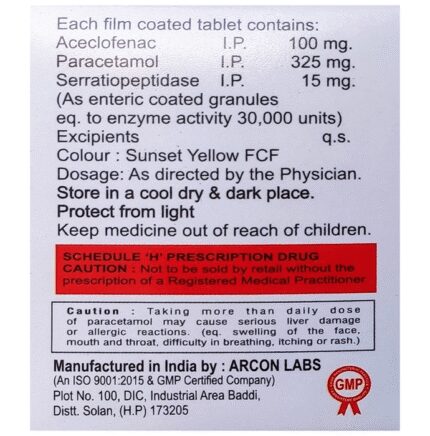 Each film coated tablet contains:
Aceclofenac I.P. 100 mg.
Paracetamol I.P. 325 mg.
Serratiopeptidase I.P. 15 mg.
(As enteric coated granules
eq. to enzyme activity 30,000 units)
Excipients q.s.
Colour : Sunset Yellow FCF
Dosage: As directed by the Physician.
Store in a cool dry & dark place.
Protect from light
Keep medicine out of reach of children.
SCHEDULE 'H' PRESCRIPTION DRUG
CAUTION : Not to be sold by retail without the
prescription of a Registered Medical Practitioner
Caution : Taking more than daily dose
of paracetamol may cause serious liver damage
or allergic reactions. (eq. swelling of the face,
mouth and throat, difficulty in breathing, itching or rash.)
Manufactured in India by : ARCON LABS
(An ISO 9001:2015 & GMP Certified Company)
Plot No. 100, DIC, Industrial Area Baddi,
Distt. Solan, (H.P) 173205
GMP